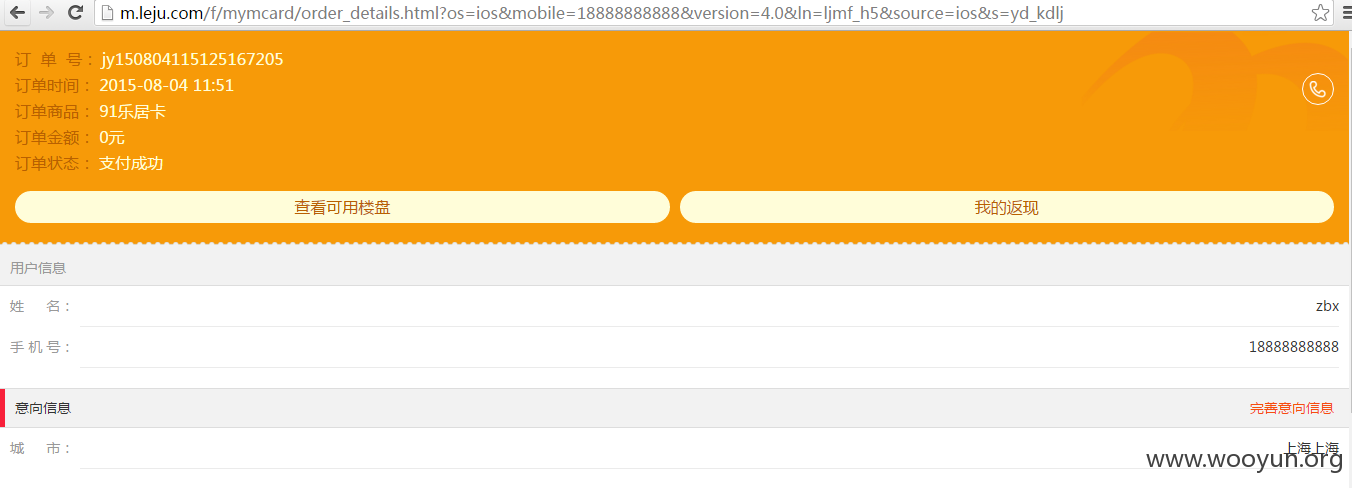 m.leju.com/f/mymcard/order_details.html?os=ios&mobile=18888888888&version=4.0&ln=ljmf_h5&source=ios&s=yd_kdlj
订 单 号： jy150804115125167205
订单时间： 2015-08-04 11:51
订单商品： 91乐居卡
订单金额： 0元
订单状态： 支付成功
查看可用楼盘 我的返现
用户信息
姓 名： zbx
手 机 号： 18888888888
意向信息 完善意向信息
城 市： 上海上海
www.wooyun.org